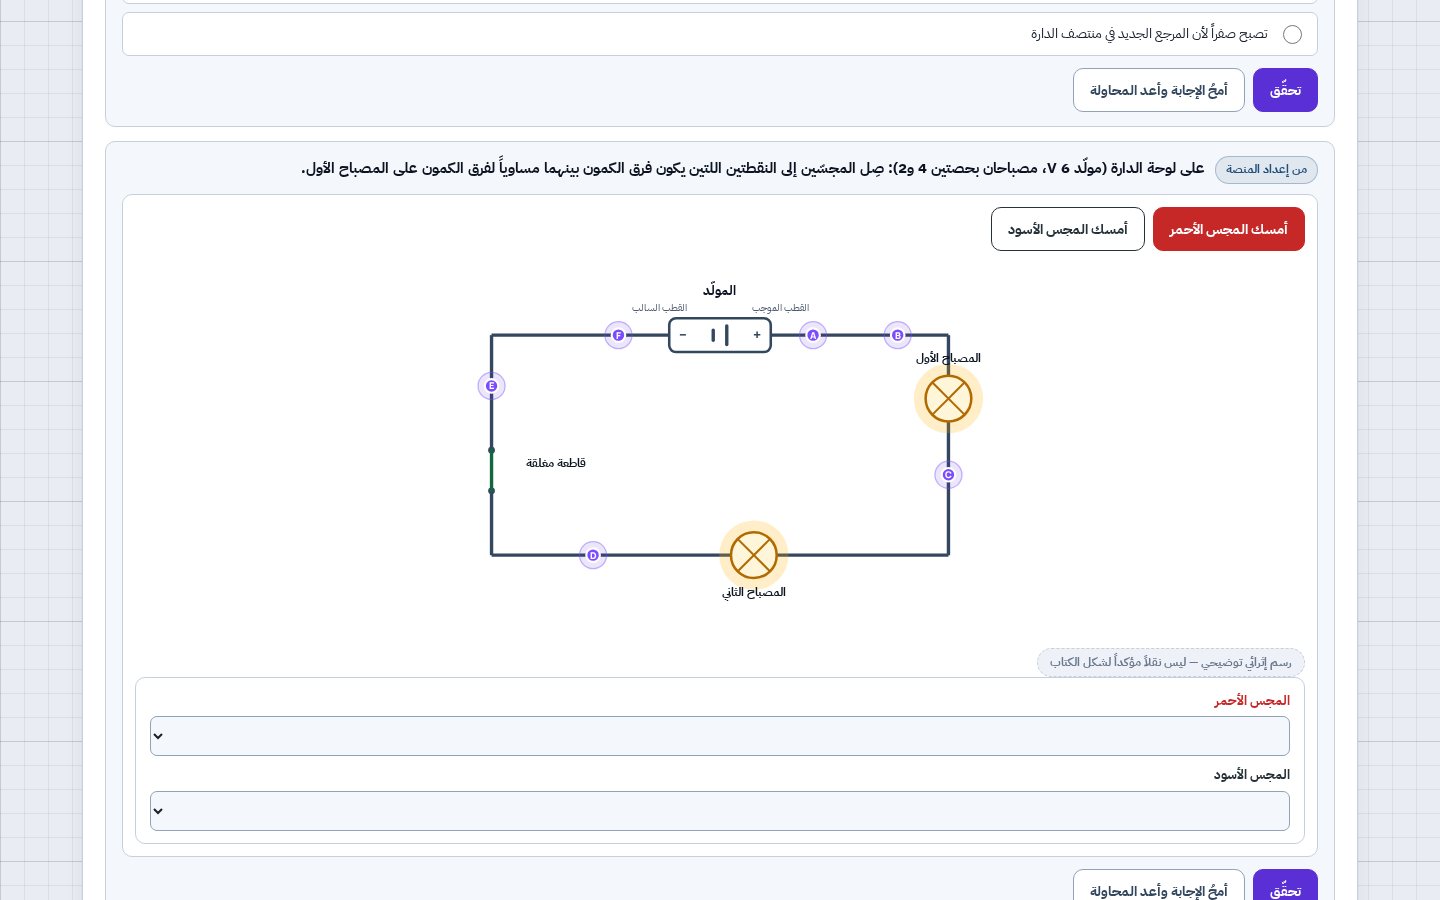 تصبح صفراً لأن المرجع الجديد في منتصف الدارة
تحقّق
أمحُ الإجابة وأعد المحاولة
من إعداد المنصة
على لوحة الدارة (مولّد 6 V، مصباحان بحصتين 4 و2): صِل المجسّين إلى النقطتين اللتين يكون فرق الكمون بينهما مساوياً لفرق الكمون على المصباح الأول.
أمسك المجس الأحمر
أمسك المجس الأسود
المولّد
القطب الموجب
القطب السالب
F
−
+
A
B
المصباح الأول
E
قاطعة مغلقة
C
D
المصباح الثاني
رسم إثرائي توضيحي — ليس نقلاً مؤكداً لشكل الكتاب
المجس الأحمر
المجس الأسود
تحقّق
أمحُ الإجابة وأعد المحاولة